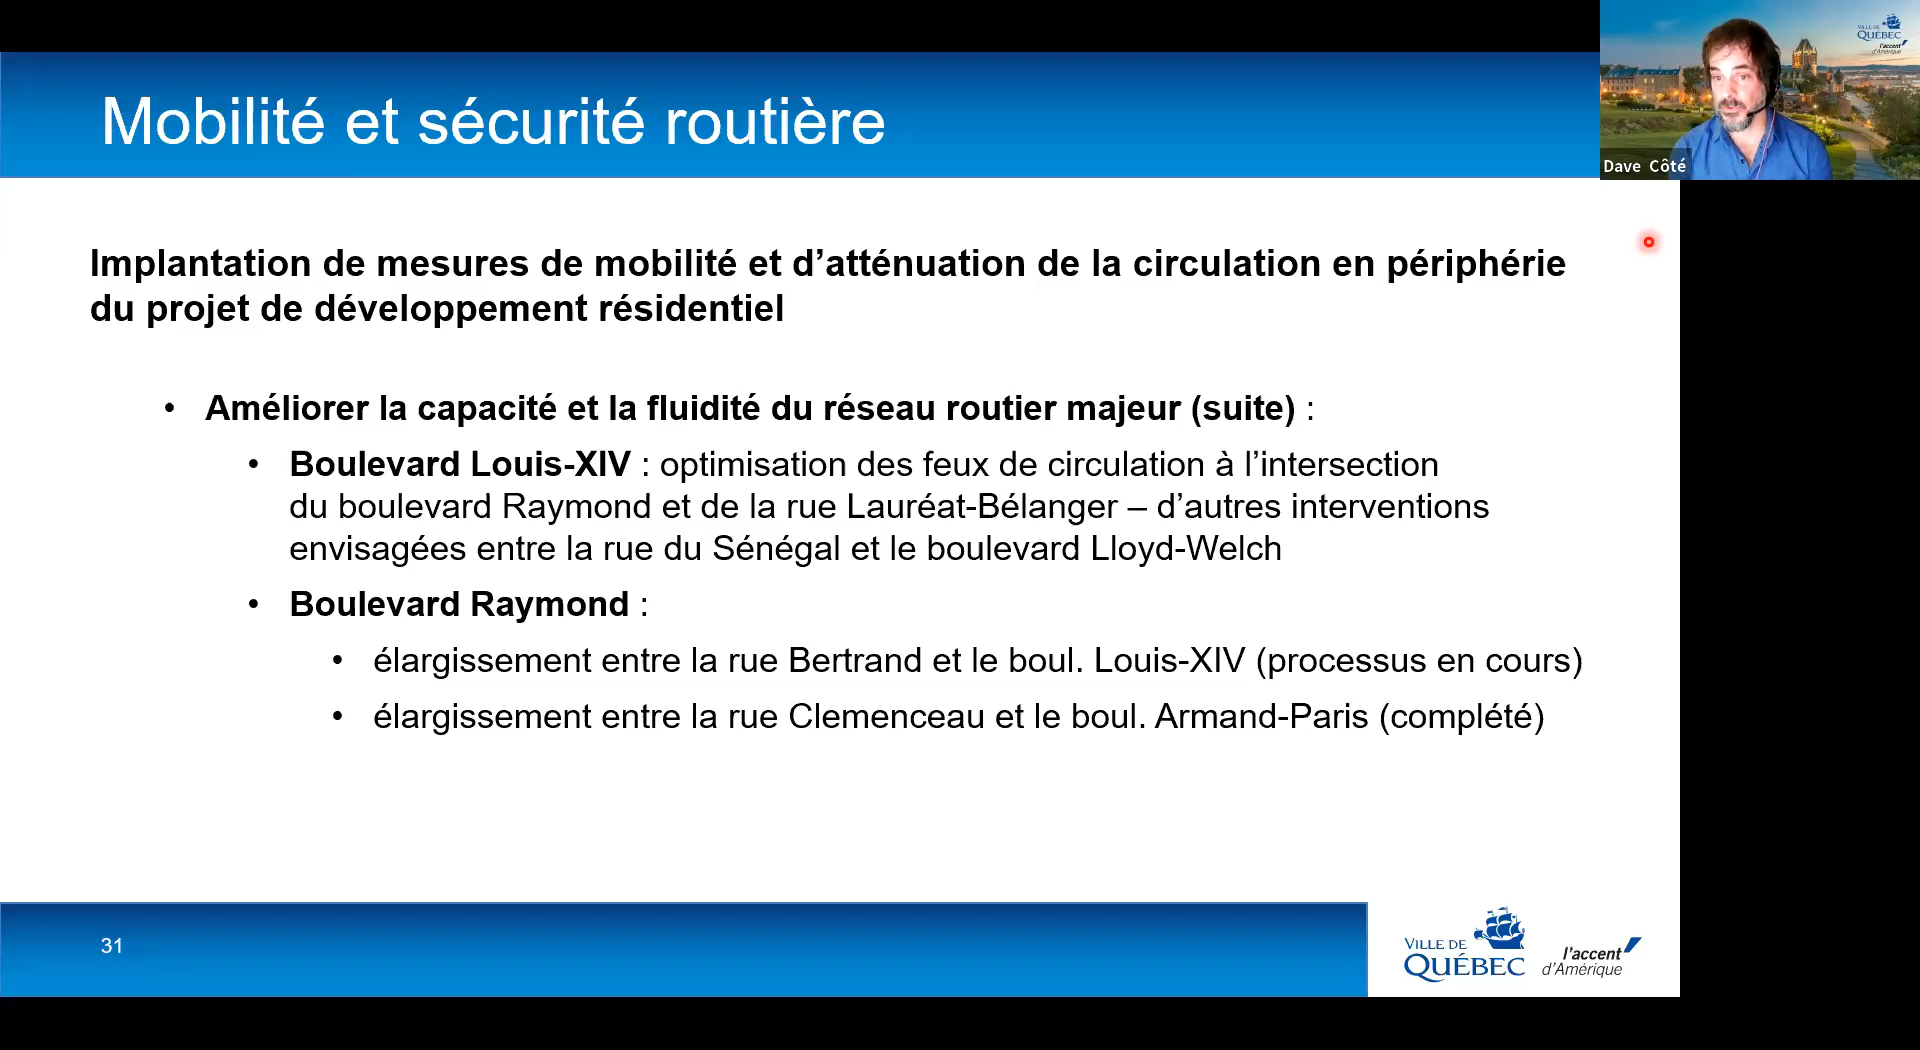 Mobilité et sécurité routière
VILLE DE
QUÉBEC
l'accent
d'Amérique
Dave Côté
Implantation de mesures de mobilité et d’atténuation de la circulation en périphérie
du projet de développement résidentiel
• Améliorer la capacité et la fluidité du réseau routier majeur (suite) :
• Boulevard Louis-XIV : optimisation des feux de circulation à l’intersection
du boulevard Raymond et de la rue Lauréat-Bélanger – d’autres interventions
envisagées entre la rue du Sénégal et le boulevard Lloyd-Welch
• Boulevard Raymond :
• élargissement entre la rue Bertrand et le boul. Louis-XIV (processus en cours)
• élargissement entre la rue Clemenceau et le boul. Armand-Paris (complété)
31
VILLE DE
QUÉBEC
l'accent
d'Amérique